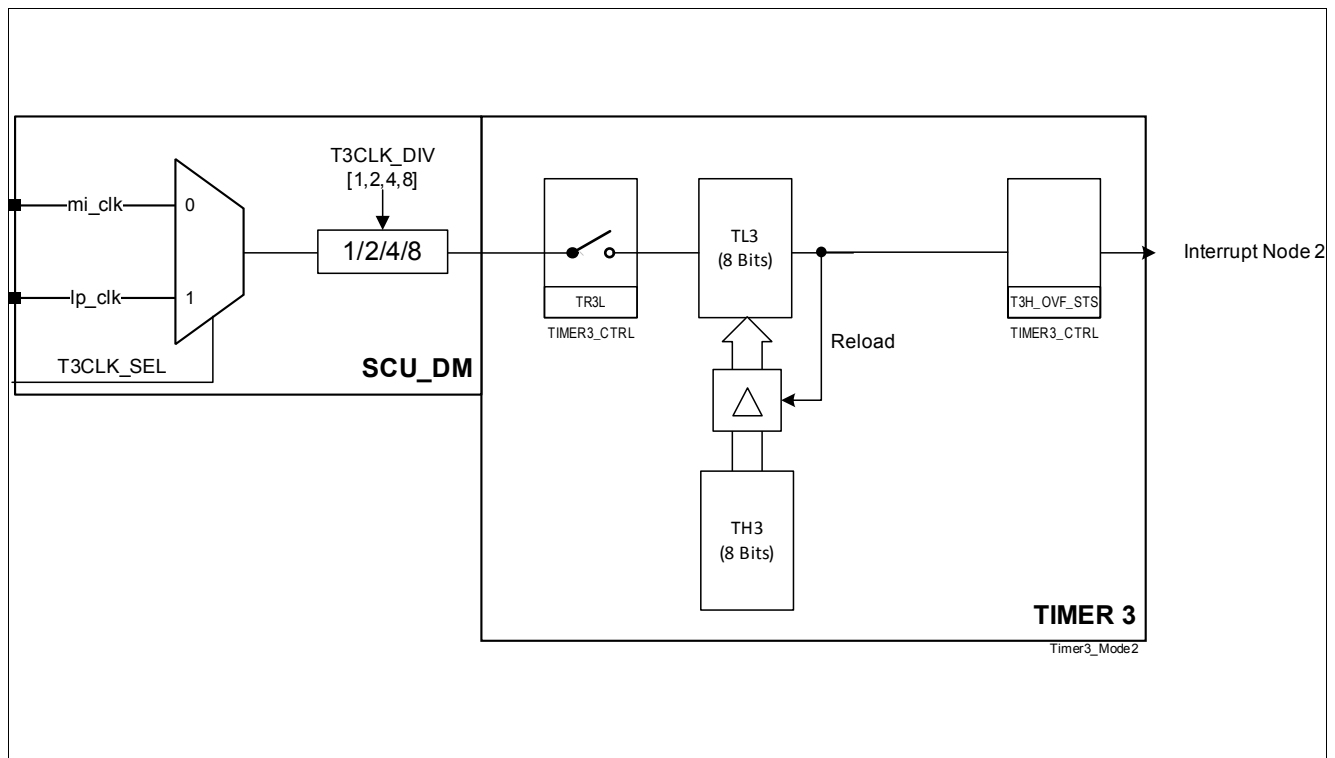 T3CLK_DIV
[1,2,4,8]
mi_clk
0
1/2/4/8
lp_clk
1
T3CLK_SEL
SCU_DM
TR3L
TIMER3_CTRL
TL3
(8 Bits)
T3H_OVF_STS
TIMER3_CTRL
Interrupt Node 2
Reload
TH3
(8 Bits)
TIMER 3
Timer3_Mode2